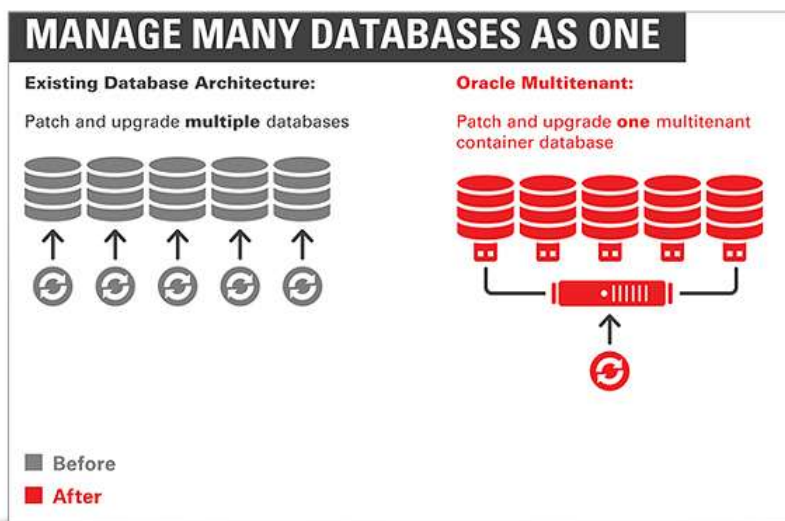 MANAGE MANY DATABASES AS ONE
Existing Database Architecture:
Patch and upgrade multiple databases
Oracle Multitenant:
Patch and upgrade one multitenant
container database
Before
After